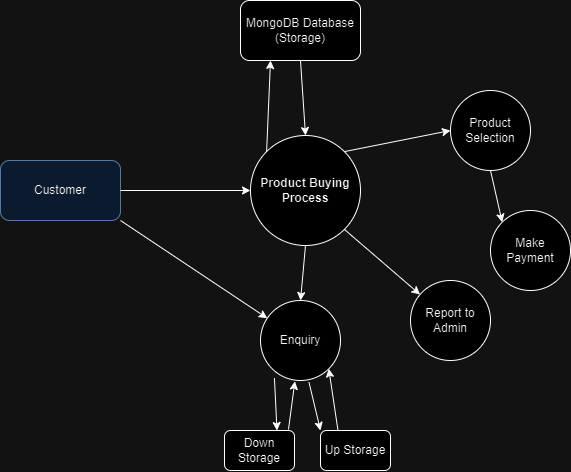 MongoDB Database
(Storage)
Product
Selection
Customer
Product Buying
Process
Make
Payment
Report to
Admin
Enquiry
Down
Storage
Up Storage